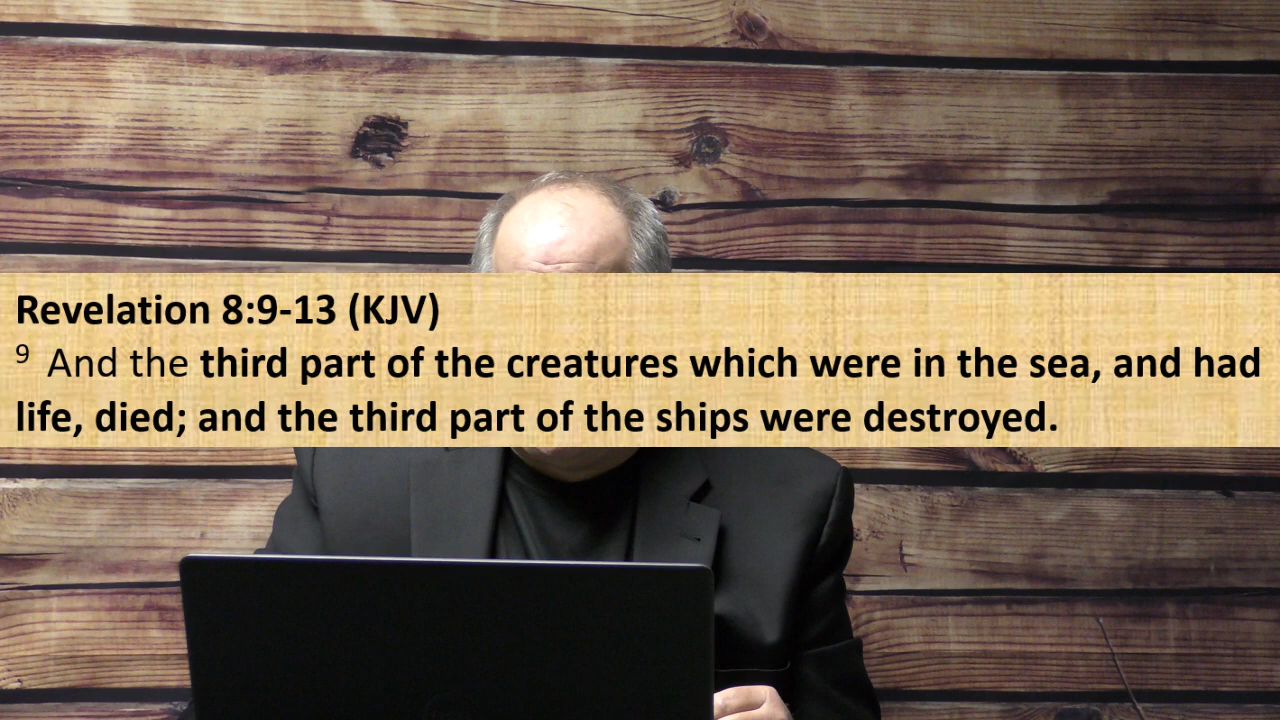 Revelation 8:9-13 (KJV)
9 And the third part of the creatures which were in the sea, and had
life, died; and the third part of the ships were destroyed.